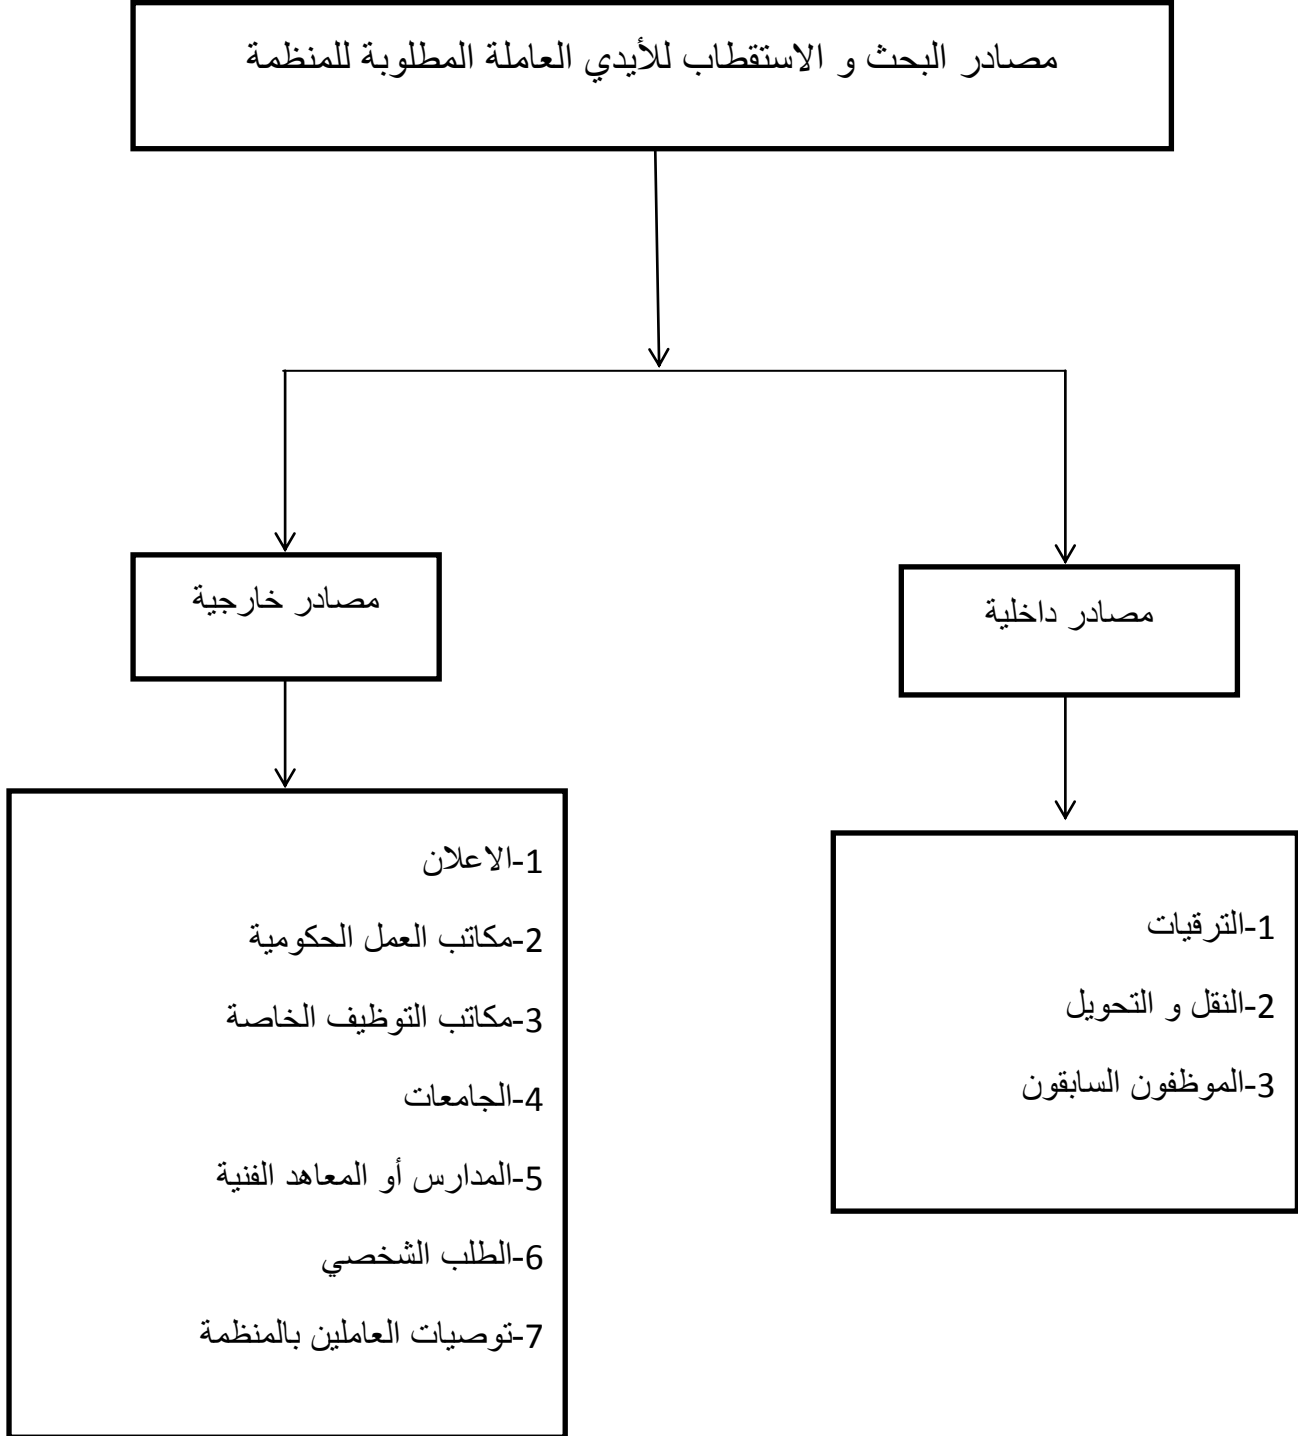 مصادر البحث و الاستقطاب للأيدي العاملة المطلوبة للمنظمة
مصادر داخلية
مصادر خارجية
1-الترقيات
2-النقل و التحويل
3-الموظفون السابقون
1-الاعلان
2-مكاتب العمل الحكومية
3-مكاتب التوظيف الخاصة
4-الجامعات
5-المدارس أو المعاهد الفنية
6-الطلب الشخصي
7-توصيات العاملين بالمنظمة